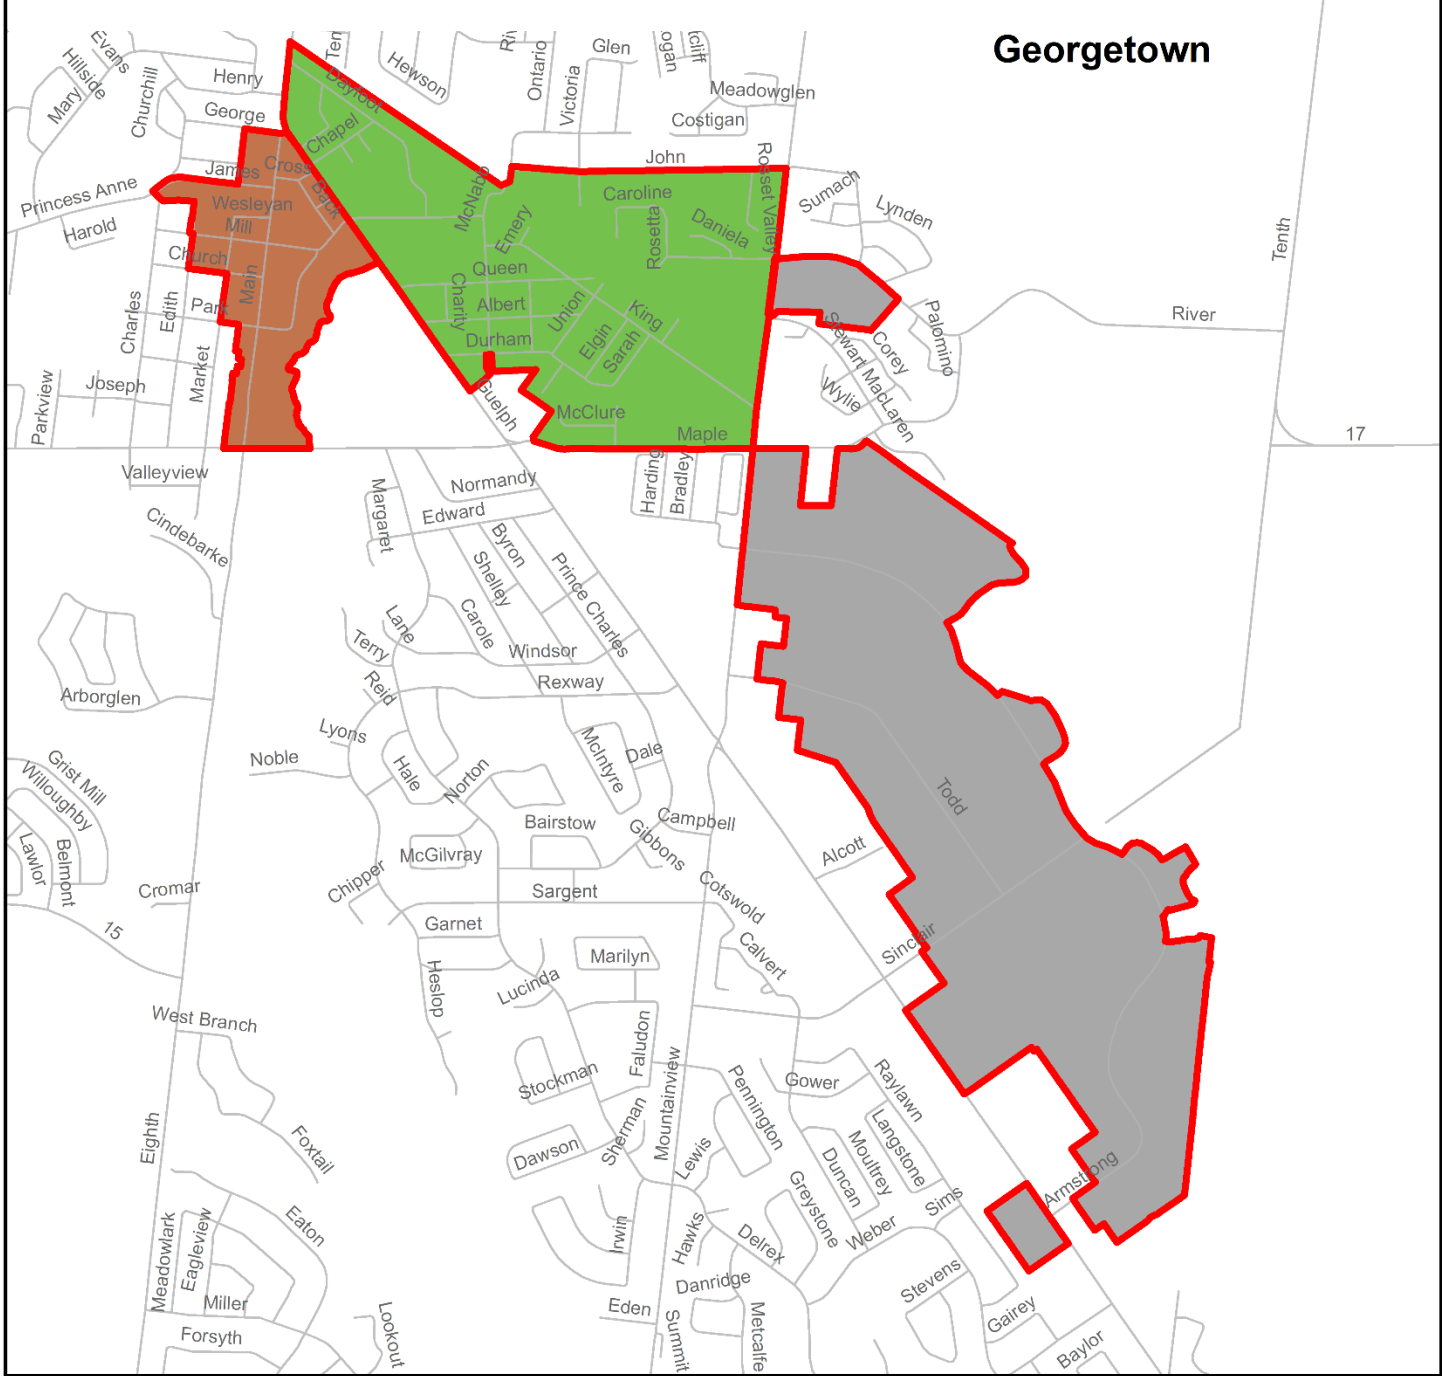 Georgetown
Evans
Hillside
Mary
Churchill
Henry
George
Hewson
Ontario
Glen
Victoria
Meadowglen
Costigan
Dayfoot
Chapel
John
James
Cross
Back
Princess Anne
Harold
Wesleyan
Mill
Church
Main
Park
Charles
Edith
Market
Joseph
Parkview
McNabb
Emery
Caroline
Rosetta
Daniela
Rosset Valley
Sumach
Lynden
Tenth
Queen
Charity
Albert
Union
King
Durham
Elgin
Sarah
Guelph
McClure
Maple
Stewart MacLaren
Corey
Palomino
Wylie
River
17
Valleyview
Cindebarke
Margaret
Normandy
Edward
Byron
Shelley
Carole
Prince Charles
Harding
Bradley
Lane
Terry
Windsor
Rexway
Reid
Arborglen
Lyons
Noble
Hale
Norton
McIntyre
Dale
Grist Mill
Willoughby
Lawlor
Belmont
Cromar
15
Bairstow
Gibbons
Campbell
McGilvray
Chipper
Sargent
Cotswold
Garnet
Calvert
Todd
Alcott
Sinclair
Marilyn
Heslop
Lucinda
West Branch
Faludon
Stockman
Mountainview
Pennington
Gower
Raylawn
Langstone
Moultrey
Duncan
Greystone
Eighth
Foxtail
Dawson
Sherman
Lewis
Armstrong
Sims
Weber
Meadowlark
Eagleview
Eaton
Irwin
Hawks
Delrex
Danridge
Stevens
Miller
Forsyth
Lookout
Eden
Summit
Metcalfe
Gairey
Baylor